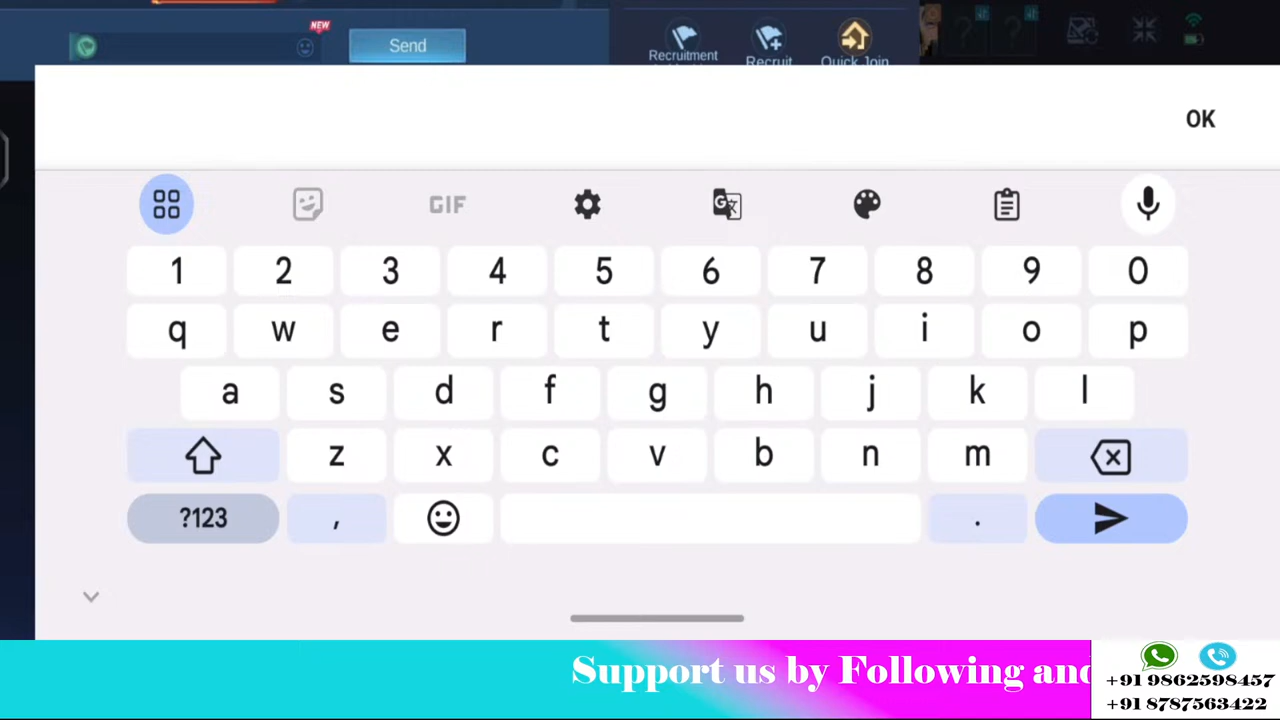 NEW
Send
Recruitment
Recruit
Quick Join
OK
GIF
1 2 3 4 5 6 7 8 9 0
q w e r t y u i o p
a s d f g h j k l
z x c v b n m
?123 , .
Support us by Following and
+91 9862598457
+91 8787563422